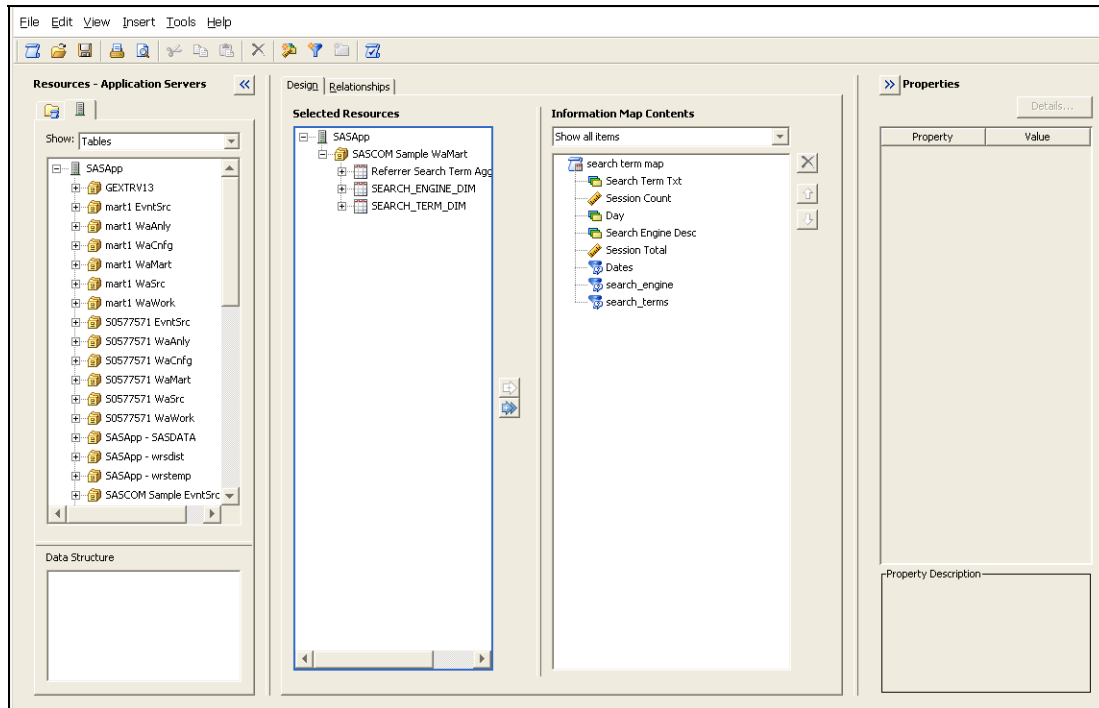 File Edit View Insert Tools Help
Resources - Application Servers
Show: Tables
SASApp
GEXTRV13
mart1 EvntSrc
mart1 WaAnly
mart1 WaCnfg
mart1 WaMart
mart1 WaSrc
mart1 WaWork
S0577571 EvntSrc
S0577571 WaAnly
S0577571 WaCnfg
S0577571 WaMart
S0577571 WaSrc
S0577571 WaWork
SASApp - SASDATA
SASApp - wrsdist
SASApp - wrstemp
SASCOM Sample EvntSrc
Data Structure
Design Relationships
Selected Resources
SASApp
SASCOM Sample WaMart
Referrer Search Term Agg
SEARCH_ENGINE_DIM
SEARCH_TERM_DIM
Information Map Contents
Show all items
search term map
Search Term Txt
Session Count
Day
Search Engine Desc
Session Total
Dates
search_engine
search_terms
Properties
Details...
Property Value
Property Description